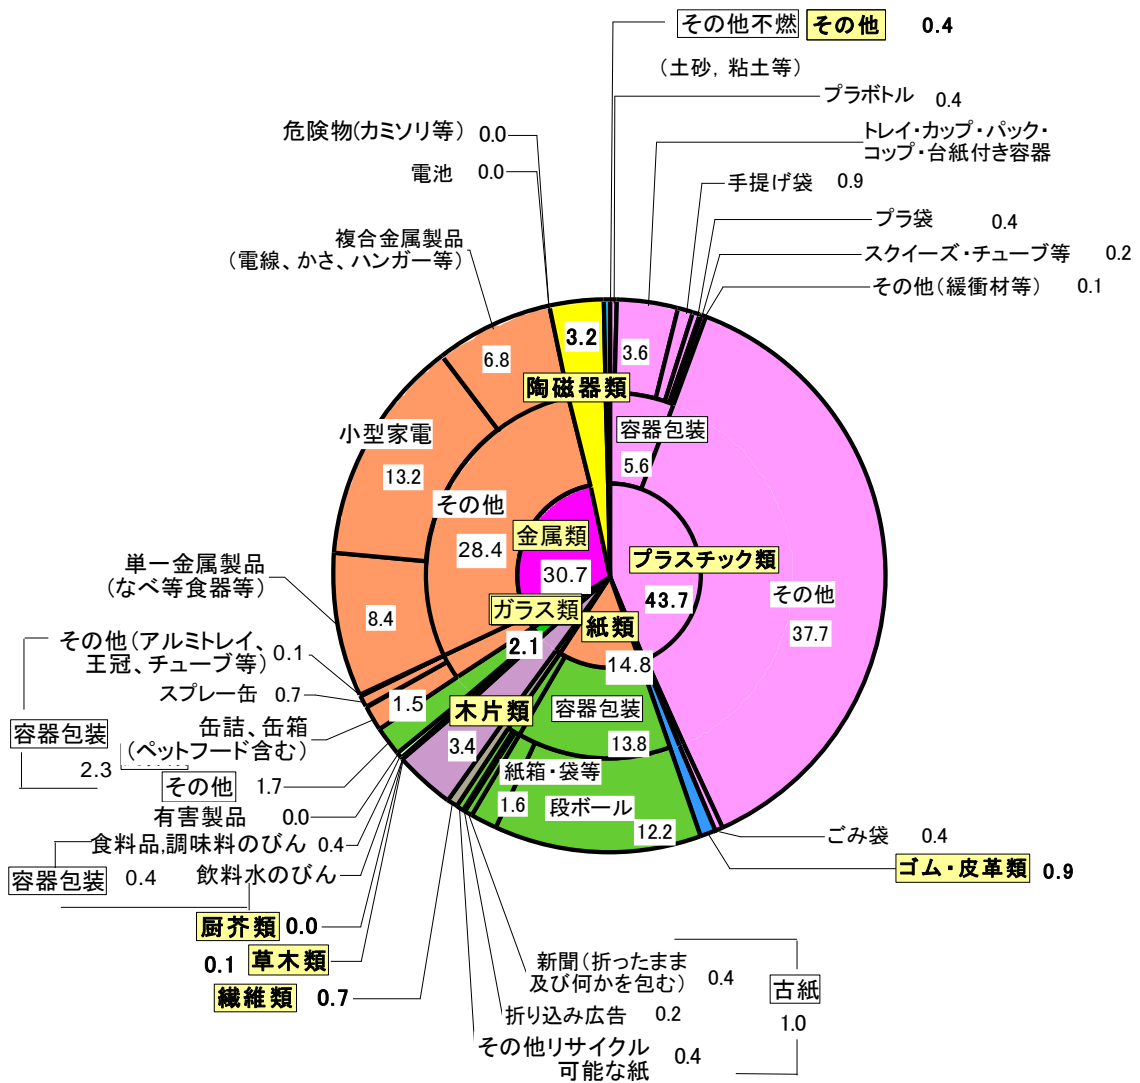 その他不燃 その他 0.4
(土砂, 粘土等)
プラボトル 0.4
トレイ・カップ・パック・
コップ・台紙付き容器
手提げ袋 0.9
プラ袋 0.4
スクイーズ・チューブ等 0.2
その他(緩衝材等) 0.1
危険物(カミソリ等) 0.0
電池 0.0
複合金属製品
(電線、かさ、ハンガー等)
6.8
3.2
陶磁器類
3.6
容器包装
5.6
小型家電
13.2
その他
28.4
金属類
30.7
プラスチック類
43.7
その他
37.7
単一金属製品
(なべ等食器等)
8.4
ガラス類
2.1
紙類
14.8
その他(アルミトレイ、
王冠、チューブ等)
0.1
スプレー缶 0.7
缶詰、缶箱
(ペットフード含む)
1.5
容器包装
2.3
木片類
3.4
容器包装
13.8
紙箱・袋等
1.6
段ボール
12.2
その他 1.7
有害製品 0.0
食料品,調味料のびん 0.4
容器包装 0.4
飲料水のびん
ごみ袋 0.4
ゴム・皮革類 0.9
厨芥類 0.0
0.1 草木類
繊維類 0.7
新聞(折ったまま
及び何かを包む) 0.4
折り込み広告 0.2
その他リサイクル
可能な紙 0.4
古紙
1.0